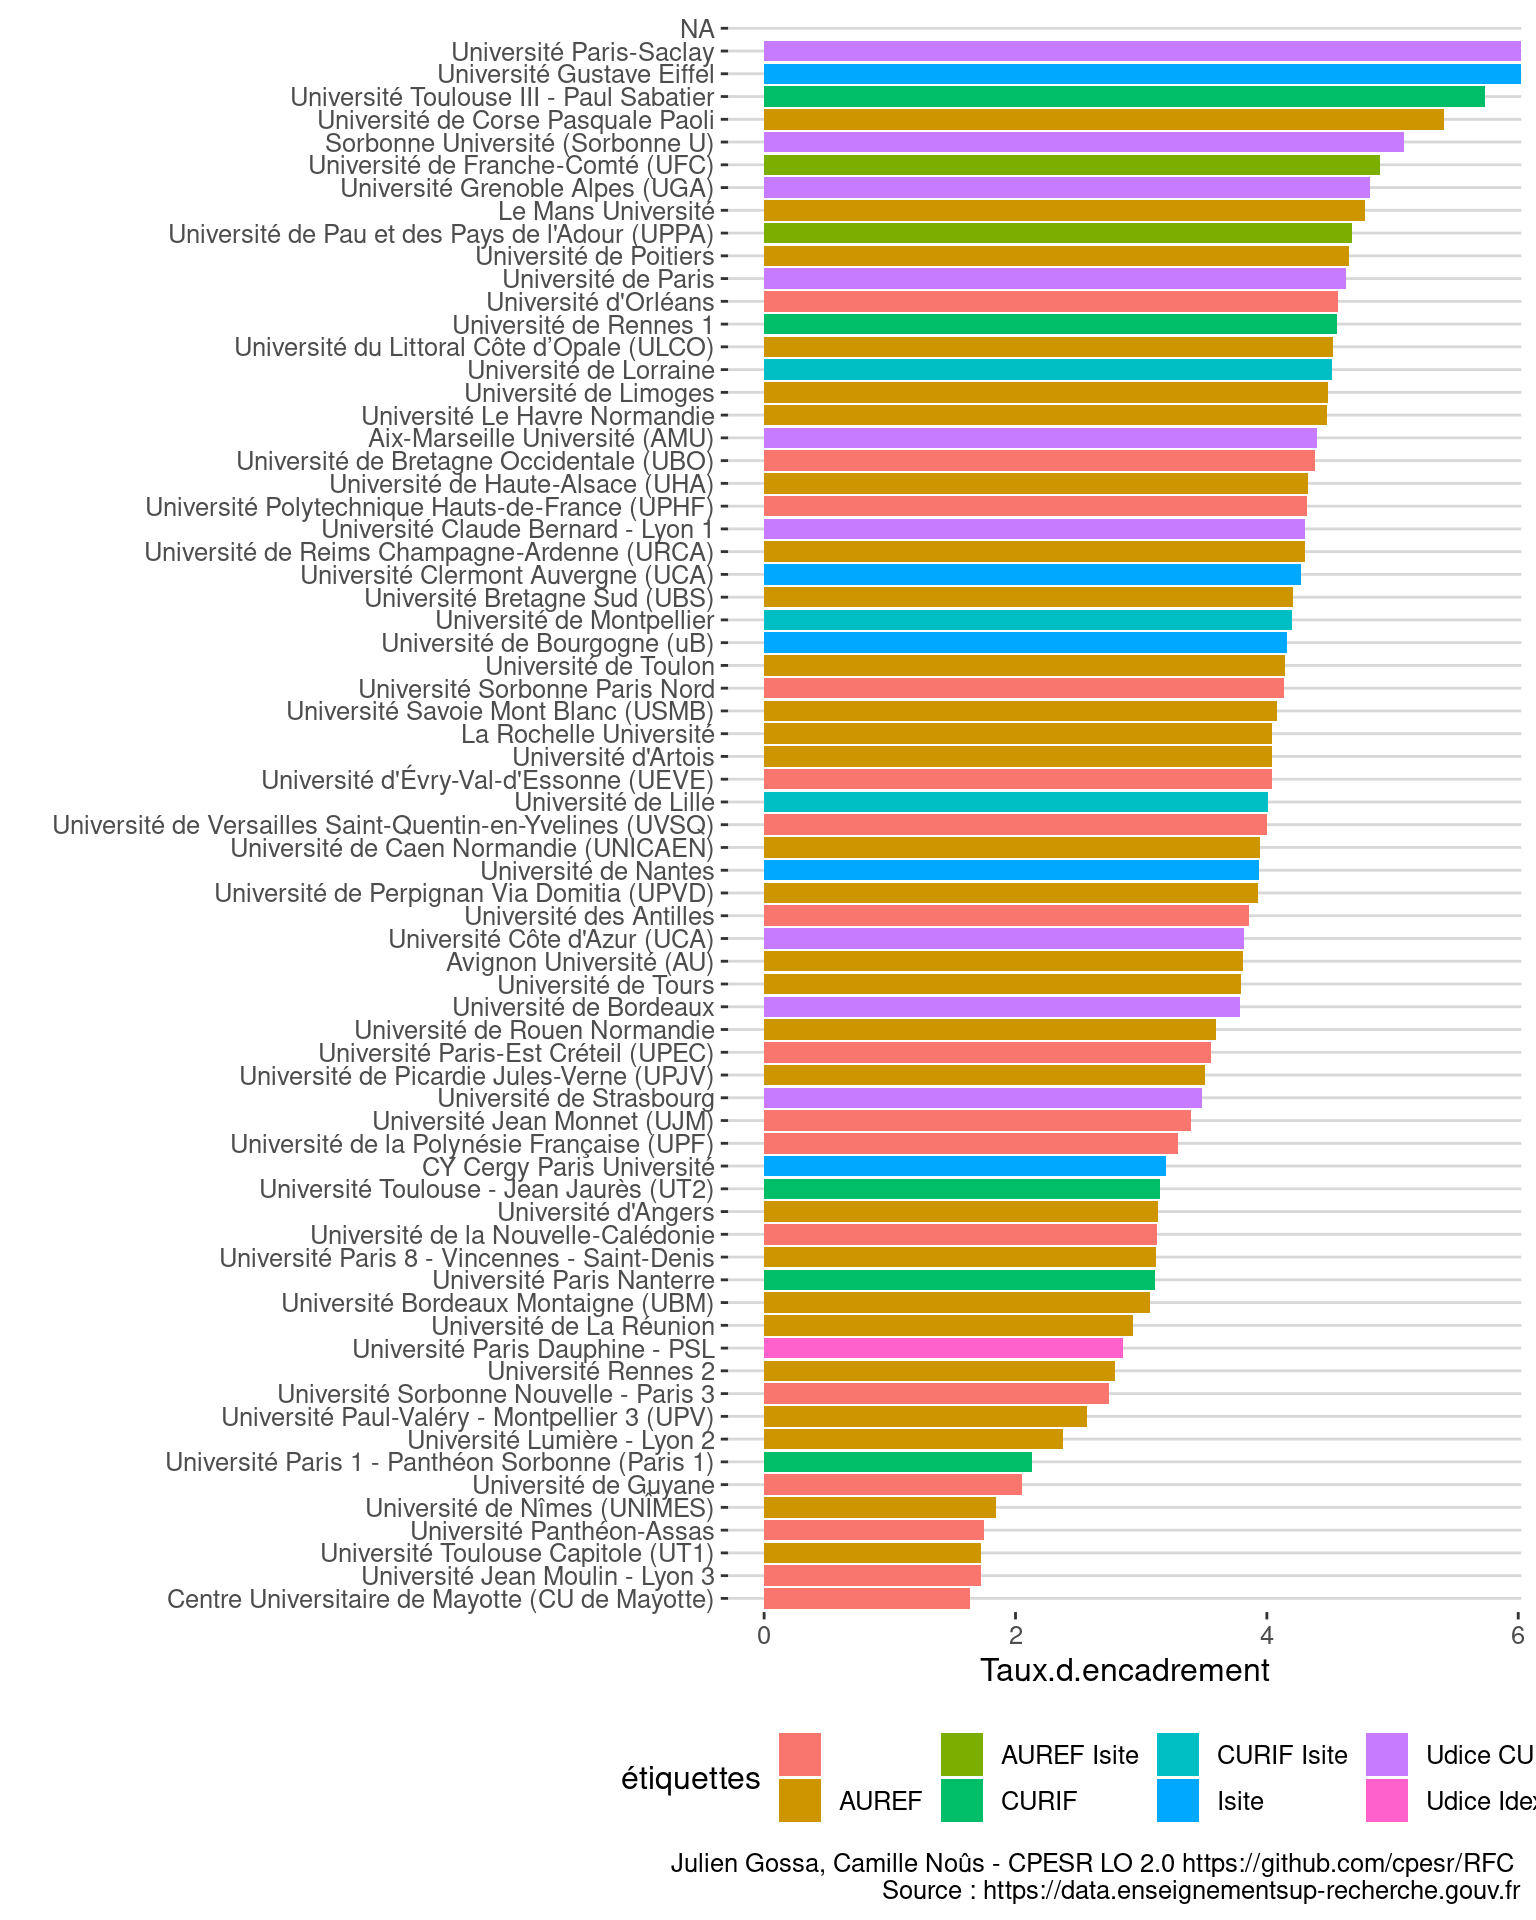 NA
Université Paris-Saclay
Université Gustave Eiffel
Université Toulouse III - Paul Sabatier
Université de Corse Pasquale Paoli
Sorbonne Université (Sorbonne U)
Université de Franche-Comté (UFC)
Université Grenoble Alpes (UGA)
Le Mans Université
Université de Pau et des Pays de l'Adour (UPPA)
Université de Poitiers
Université de Paris
Université d'Orléans
Université de Rennes 1
Université du Littoral Côte d’Opale (ULCO)
Université de Lorraine
Université de Limoges
Université Le Havre Normandie
Aix-Marseille Université (AMU)
Université de Bretagne Occidentale (UBO)
Université de Haute-Alsace (UHA)
Université Polytechnique Hauts-de-France (UPHF)
Université Claude Bernard - Lyon 1
Université de Reims Champagne-Ardenne (URCA)
Université Clermont Auvergne (UCA)
Université Bretagne Sud (UBS)
Université de Montpellier
Université de Bourgogne (uB)
Université de Toulon
Université Sorbonne Paris Nord
Université Savoie Mont Blanc (USMB)
La Rochelle Université
Université d'Artois
Université d'Évry-Val-d'Essonne (UEVE)
Université de Lille
Université de Versailles Saint-Quentin-en-Yvelines (UVSQ)
Université de Caen Normandie (UNICAEN)
Université de Nantes
Université de Perpignan Via Domitia (UPVD)
Université des Antilles
Université Côte d'Azur (UCA)
Avignon Université (AU)
Université de Tours
Université de Bordeaux
Université de Rouen Normandie
Université Paris-Est Créteil (UPEC)
Université de Picardie Jules-Verne (UPJV)
Université de Strasbourg
Université Jean Monnet (UJM)
Université de la Polynésie Française (UPF)
CY Cergy Paris Université
Université Toulouse - Jean Jaurès (UT2)
Université d'Angers
Université de la Nouvelle-Calédonie
Université Paris 8 - Vincennes - Saint-Denis
Université Paris Nanterre
Université Bordeaux Montaigne (UBM)
Université de La Réunion
Université Paris Dauphine - PSL
Université Rennes 2
Université Sorbonne Nouvelle - Paris 3
Université Paul-Valéry - Montpellier 3 (UPV)
Université Lumière - Lyon 2
Université Paris 1 - Panthéon Sorbonne (Paris 1)
Université de Guyane
Université de Nîmes (UNÎMES)
Université Panthéon-Assas
Université Toulouse Capitole (UT1)
Université Jean Moulin - Lyon 3
Centre Universitaire de Mayotte (CU de Mayotte)
0 2 4 6
Taux.d.encadrement
étiquettes
AUREF Isite CURIF Isite Udice CU
AUREF CURIF Isite Udice
Julien Gossa, Camille Noûs - CPESR LO 2.0 https://github.com/cpesr/RFC
Source : https://data.enseignementsup-recherche.gouv.fr